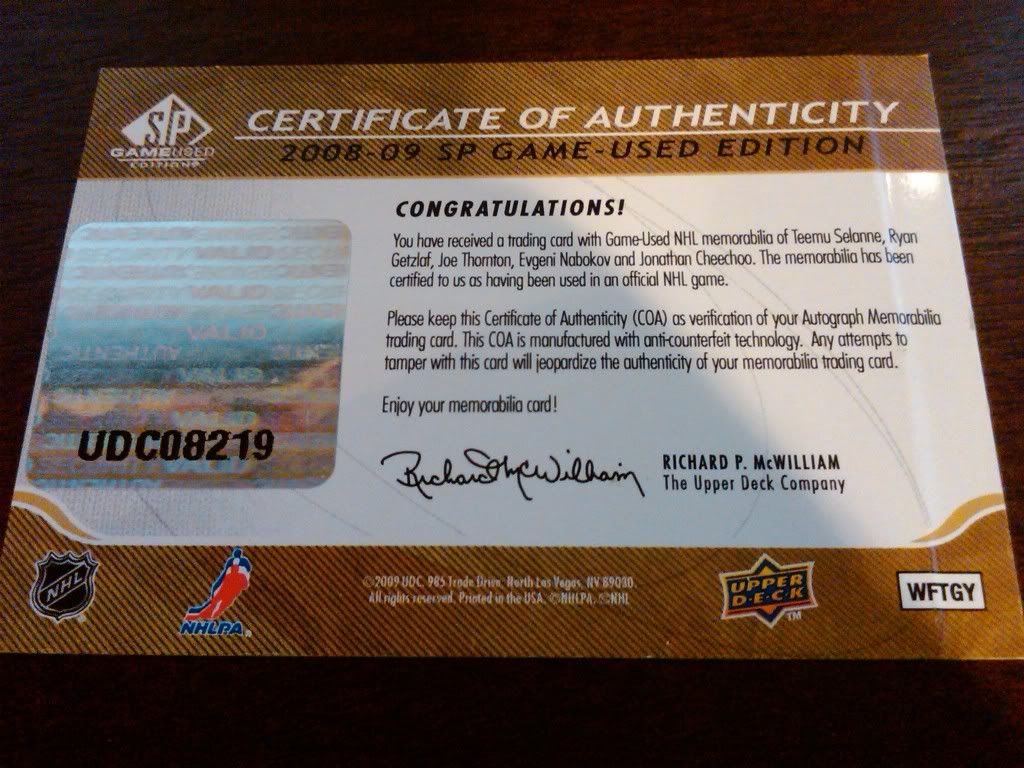 SP
GAMEUSED
EDITION
CERTIFICATE OF AUTHENTICITY
2008-09 SP GAME-USED EDITION
CONGRATULATIONS!
You have received a trading card with Game-Used NHL memorabilia of Teemu Selanne, Ryan
Getzlaf, Joe Thornton, Evgeni Nabokov and Jonathan Cheechoo. The memorabilia has been
certified to us as having been used in an official NHL game.
Please keep this Certificate of Authenticity (COA) as verification of your Autograph Memorabilia
trading card. This COA is manufactured with anti-counterfeit technology. Any attempts to
tamper with this card will jeopardize the authenticity of your memorabilia trading card.
Enjoy your memorabilia card!
VALID
AUTHENTIC
UDC08219
Richard McWilliam
RICHARD P. McWILLIAM
The Upper Deck Company
NHL
NHLPA®
©2009 UDC. 985 Trade Drive, North Las Vegas, NV 89030.
All rights reserved. Printed in the USA. ©NHLPA. ©NHL
UPPER
D·E·C·K
TM
WFTGY